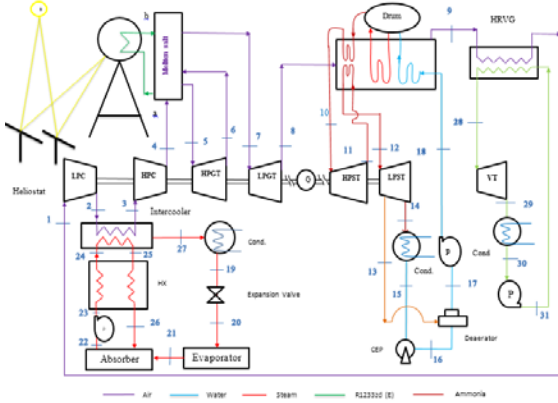 Drum
9
HRVG
b
Molten salt
a
10
11
12
18
28
4
5
6
7
8
LPC
HPC
HPGT
LPGT
G
HPST
LPST
VT
Heliostat
1
2
3
Intercooler
14
29
27
Cond.
24
25
13
P
Cond.
Cond
30
19
HX
15
17
P
31
Expansion valve
23
26
20
Deaerator
22
21
CEP
16
Absorber
Evaporator
Air
Water
Steam
R1233zd (E)
Ammonia